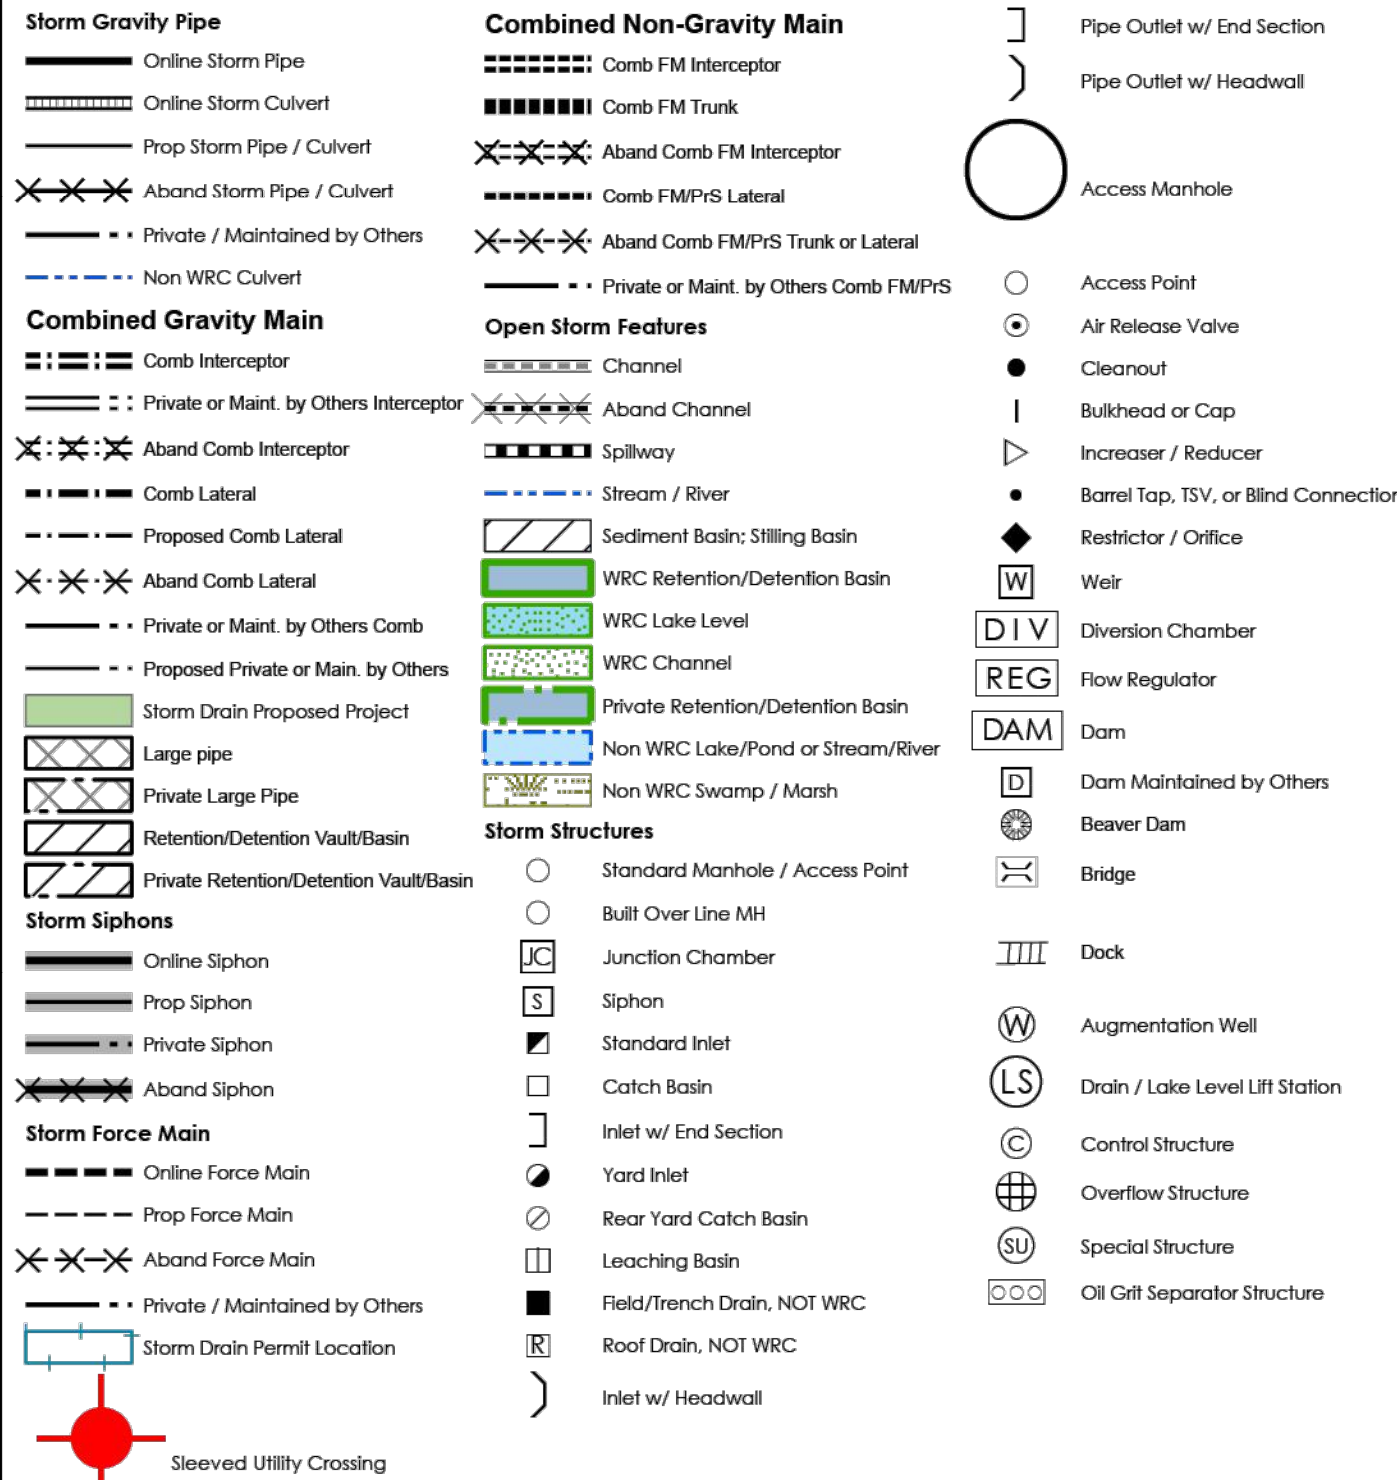 Storm Gravity Pipe
Online Storm Pipe
Online Storm Culvert
Prop Storm Pipe / Culvert
Aband Storm Pipe / Culvert
Private / Maintained by Others
Non WRC Culvert
Combined Gravity Main
Comb Interceptor
Private or Maint. by Others Interceptor
Aband Comb Interceptor
Comb Lateral
Proposed Comb Lateral
Aband Comb Lateral
Private or Maint. by Others Comb
Proposed Private or Main. by Others
Storm Drain Proposed Project
Large pipe
Private Large Pipe
Retention/Detention Vault/Basin
Private Retention/Detention Vault/Basin
Storm Siphons
Online Siphon
Prop Siphon
Private Siphon
Aband Siphon
Storm Force Main
Online Force Main
Prop Force Main
Aband Force Main
Private / Maintained by Others
Storm Drain Permit Location
Sleeved Utility Crossing
Combined Non-Gravity Main
Comb FM Interceptor
Comb FM Trunk
Aband Comb FM Interceptor
Comb FM/PrS Lateral
Aband Comb FM/PrS Trunk or Lateral
Private or Maint. by Others Comb FM/PrS
Open Storm Features
Channel
Aband Channel
Spillway
Stream / River
Sediment Basin; Stilling Basin
WRC Retention/Detention Basin
WRC Lake Level
WRC Channel
Private Retention/Detention Basin
Non WRC Lake/Pond or Stream/River
Non WRC Swamp / Marsh
Storm Structures
Standard Manhole / Access Point
Built Over Line MH
JC Junction Chamber
S Siphon
Standard Inlet
Catch Basin
Inlet w/ End Section
Yard Inlet
Rear Yard Catch Basin
Leaching Basin
Field/Trench Drain, NOT WRC
R Roof Drain, NOT WRC
Inlet w/ Headwall
Pipe Outlet w/ End Section
Pipe Outlet w/ Headwall
Access Manhole
Access Point
Air Release Valve
Cleanout
Bulkhead or Cap
Increaser / Reducer
Barrel Tap, TSV, or Blind Connection
Restrictor / Orifice
W Weir
DIV Diversion Chamber
REG Flow Regulator
DAM Dam
D Dam Maintained by Others
Beaver Dam
Bridge
Dock
W Augmentation Well
LS Drain / Lake Level Lift Station
C Control Structure
Overflow Structure
SU Special Structure
Oil Grit Separator Structure